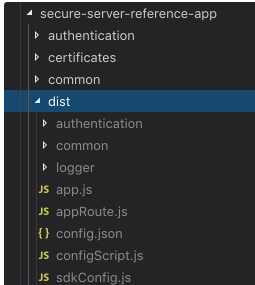 secure-server-reference-app
authentication
certificates
common
dist
authentication
common
logger
JS app.js
JS appRoute.js
{} config.json
JS configScript.js
JS sdkConfig.js